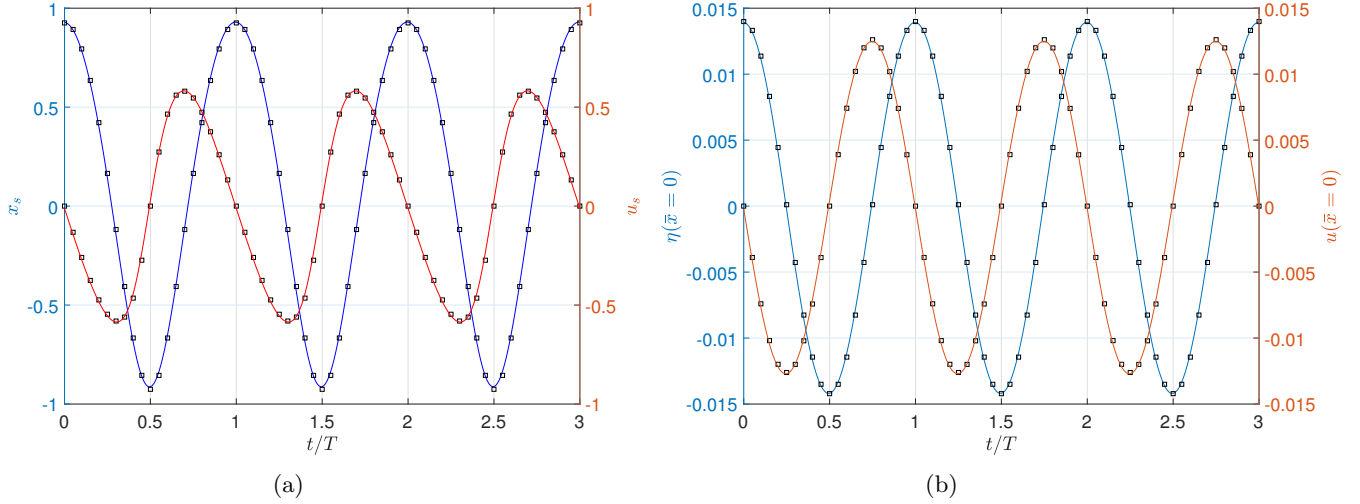 1 1 0.015 0.015
0.5 0.5 0.01 0.01
0.005 0.005
x_s 0 0 u_s η(x̄ = 0) 0 0 u(x̄ = 0)
-0.005 -0.005
-0.5 -0.5 -0.01 -0.01
-1 -1 -0.015 -0.015
0 0.5 1 1.5 2 2.5 3 0 0.5 1 1.5 2 2.5 3
t/T t/T
(a) (b)